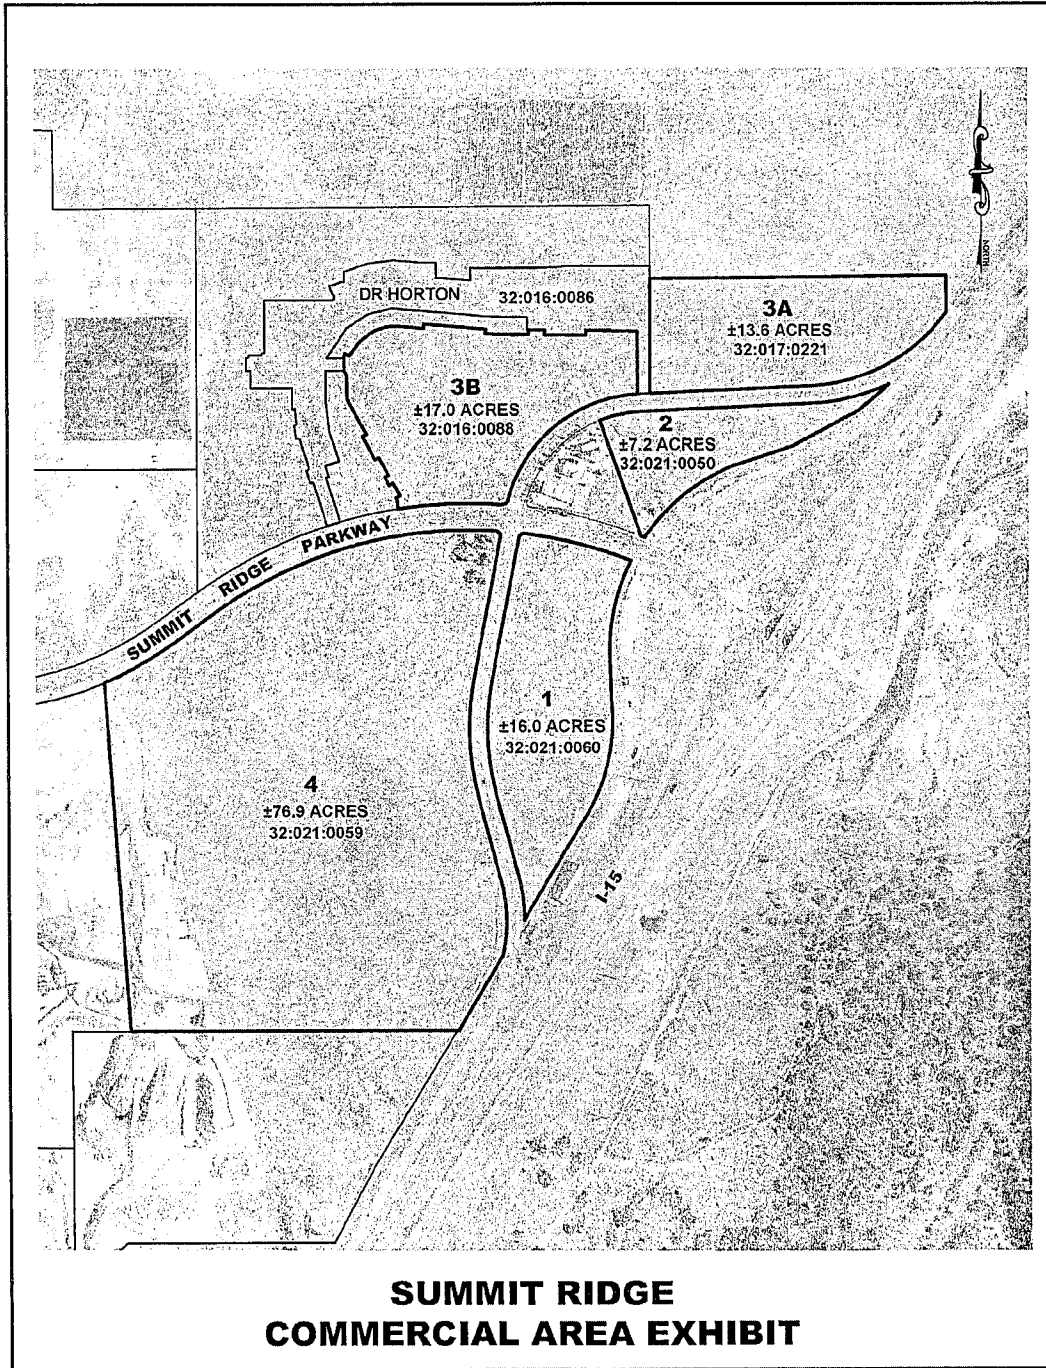 NORTH
DR HORTON
32:016:0086
3A
±13.6 ACRES
32:017:0221
3B
±17.0 ACRES
32:016:0088
2
±7.2 ACRES
32:021:0050
SUMMIT RIDGE PARKWAY
1
±16.0 ACRES
32:021:0060
4
±76.9 ACRES
32:021:0059
I-15
SUMMIT RIDGE
COMMERCIAL AREA EXHIBIT